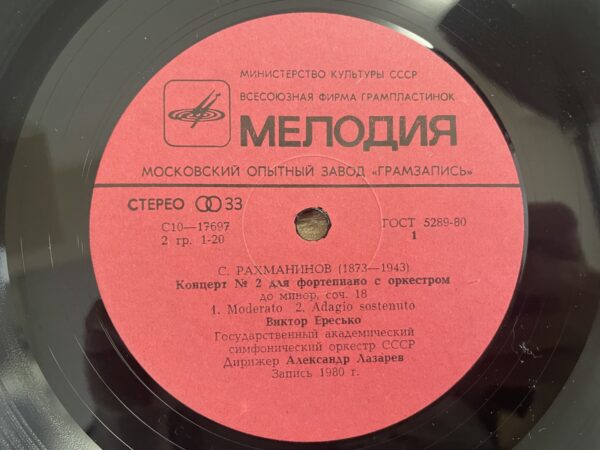 МИНИСТЕРСТВО КУЛЬТУРЫ СССР
ВСЕСОЮЗНАЯ ФИРМА ГРАМПЛАСТИНОК
МЕЛОДИЯ
МОСКОВСКИЙ ОПЫТНЫЙ ЗАВОД «ГРАМЗАПИСЬ»
СТЕРЕО 33
С10—17697 ГОСТ 5289-80
2 гр. 1-20 1
С. РАХМАНИНОВ (1873—1943)
Концерт № 2 для фортепиано с оркестром
до минор, соч. 18
1. Moderato 2. Adagio sostenuto
Виктор Ересько
Государственный академический
симфонический оркестр СССР
Дирижер Александр Лазарев
Запись 1980 г.